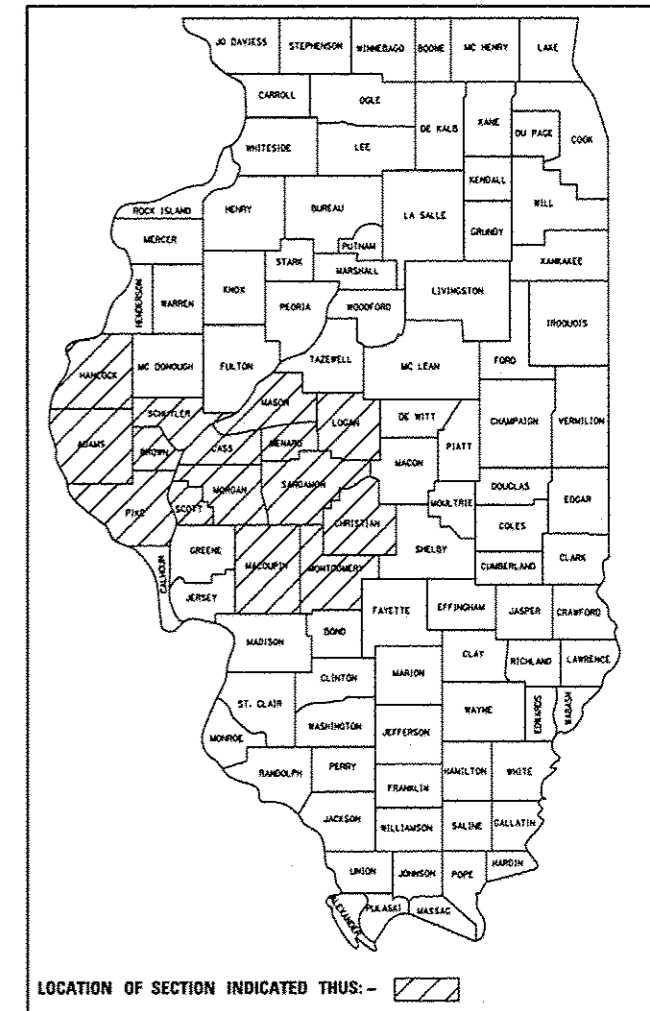 JO DAVIESS STEPHENSON WINNEBAGO BOONE MC HENRY LAKE
CARROLL OGLE DE KALB KANE DU PAGE COOK
WHITESIDE LEE KENDALL WILL
ROCK ISLAND HENRY BUREAU LA SALLE GRUNDY
MERCER PUTNAM KANKAKEE
STARK MARSHALL
HENDERSON WARREN KNOX PEORIA WOODFORD LIVINGSTON IROQUOIS
HANCOCK MC DONOUGH FULTON TAZEWELL MC LEAN FORD
SCHUYLER MASON LOGAN DE WITT CHAMPAIGN VERMILION
ADAMS BROWN CASS MENARD MACON PIATT
PIKE SCOTT MORGAN SANGAMON MOULTRIE DOUGLAS EDGAR
CHRISTIAN COLES
CALHOUN GREENE MACOUPIN MONTGOMERY SHELBY CUMBERLAND CLARK
JERSEY FAYETTE EFFINGHAM JASPER CRAWFORD
MADISON BOND CLAY RICHLAND LAWRENCE
CLINTON MARION
ST. CLAIR WASHINGTON WAYNE EDWARDS WABASH
MONROE JEFFERSON
RANDOLPH PERRY HAMILTON WHITE
FRANKLIN
JACKSON WILLIAMSON SALINE GALLATIN
UNION JOHNSON POPE HARDIN
ALEXANDER PULASKI MASSAC
LOCATION OF SECTION INDICATED THUS: -